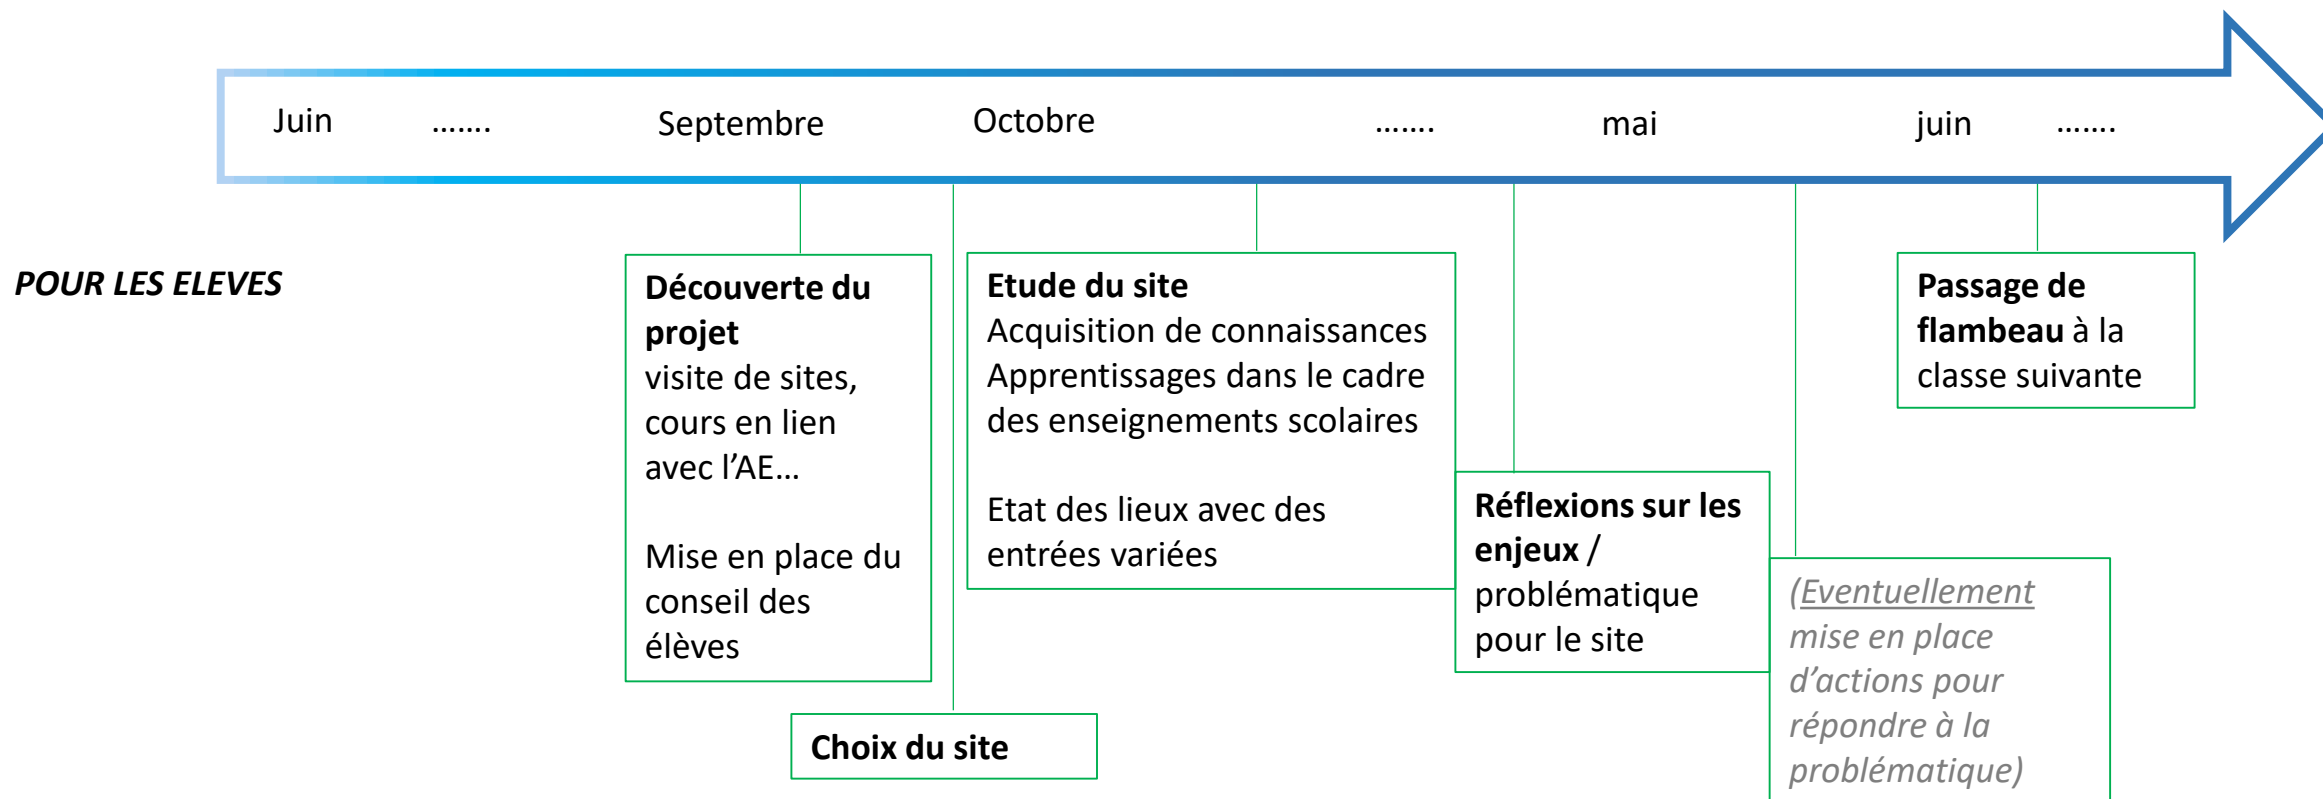 Juin ....... Septembre Octobre ....... mai juin .......
POUR LES ELEVES
Découverte du
projet
visite de sites,
cours en lien
avec l’AE…
Mise en place du
conseil des
élèves
Choix du site
Etude du site
Acquisition de connaissances
Apprentissages dans le cadre
des enseignements scolaires
Etat des lieux avec des
entrées variées
Réflexions sur les
enjeux /
problématique
pour le site
(Eventuellement
mise en place
d’actions pour
répondre à la
problématique)
Passage de
flambeau à la
classe suivante